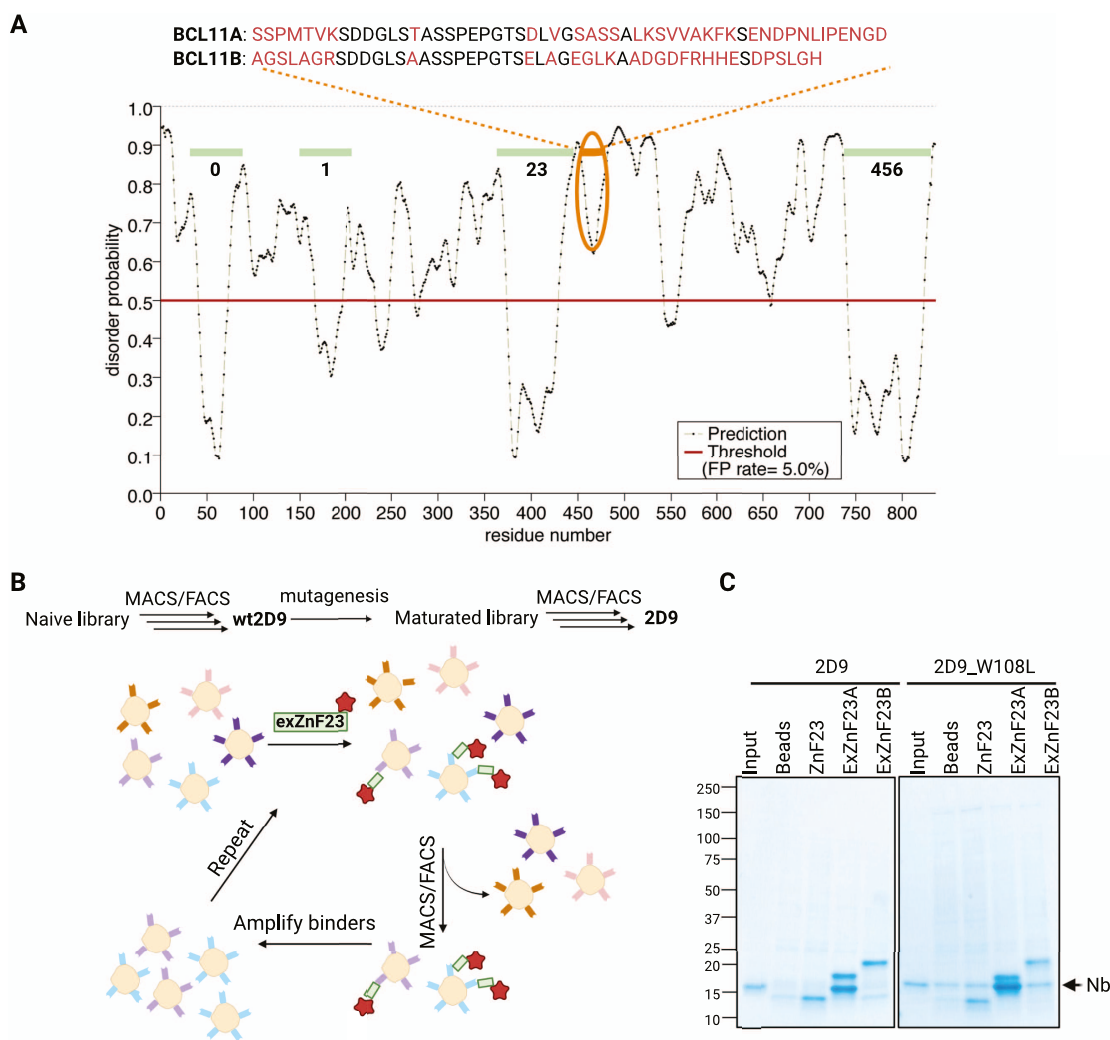 A
BCL11A: SSPMTVKSDDGLSTASSPEPGTSDLVGSASSALKSVVAKFKSENDPNLIPENGD
BCL11B: AGSLAGRSDDGLSAASSPEPGTSELAGEGLKAADGDFRHHESDPSLGH
1.0
0.9
0.8
0.7
0.6
0.5
0.4
0.3
0.2
0.1
0.0
disorder probability
0
1
23
456
Prediction
Threshold
(FP rate= 5.0%)
0 50 100 150 200 250 300 350 400 450 500 550 600 650 700 750 800
residue number
B
Naive library
MACS/FACS
wt2D9
mutagenesis
Maturated library
MACS/FACS
2D9
exZnF23
Repeat
MACS/FACS
Amplify binders
C
2D9
2D9_W108L
Input
Beads
ZnF23
ExZnF23A
ExZnF23B
Input
Beads
ZnF23
ExZnF23A
ExZnF23B
250
150
100
75
50
37
25
20
15
10
Nb